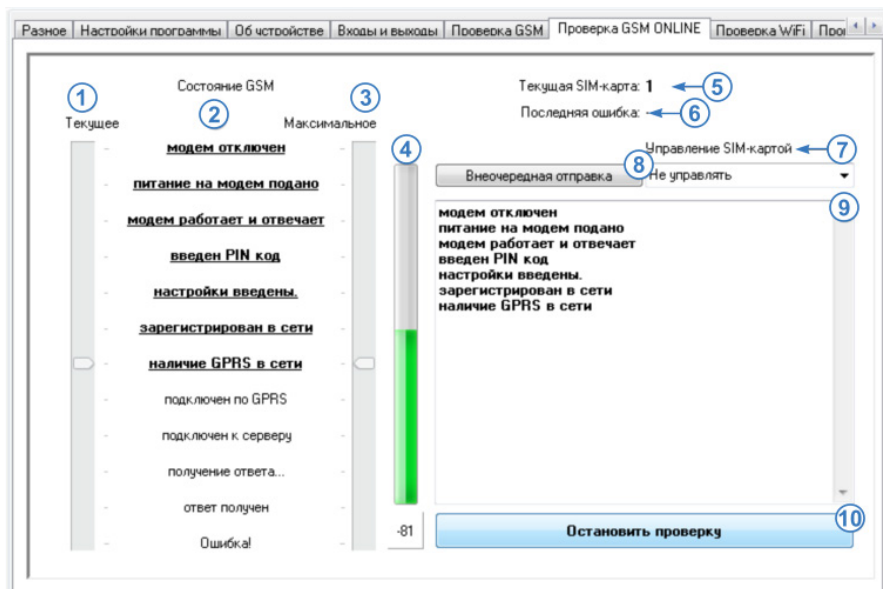 Разное Настройки программы Об устройстве Входы и выходы Проверка GSM Проверка GSM ONLINE Проверка WiFi
Состояние GSM
Текущая SIM-карта: 1 5
1 2 3
Последняя ошибка: - 6
Текущее Максимальное
модем отключен
4
Управление SIM-картой 7
8
Внеочередная отправка
Не управлять
питание на модем подано
модем работает и отвечает
введен PIN код
настройки введены.
зарегистрирован в сети
наличие GPRS в сети
подключен по GPRS
подключен к серверу
получение ответа...
ответ получен
Ошибка!
-81
9
модем отключен
питание на модем подано
модем работает и отвечает
введен PIN код
настройки введены.
зарегистрирован в сети
наличие GPRS в сети
10
Остановить проверку